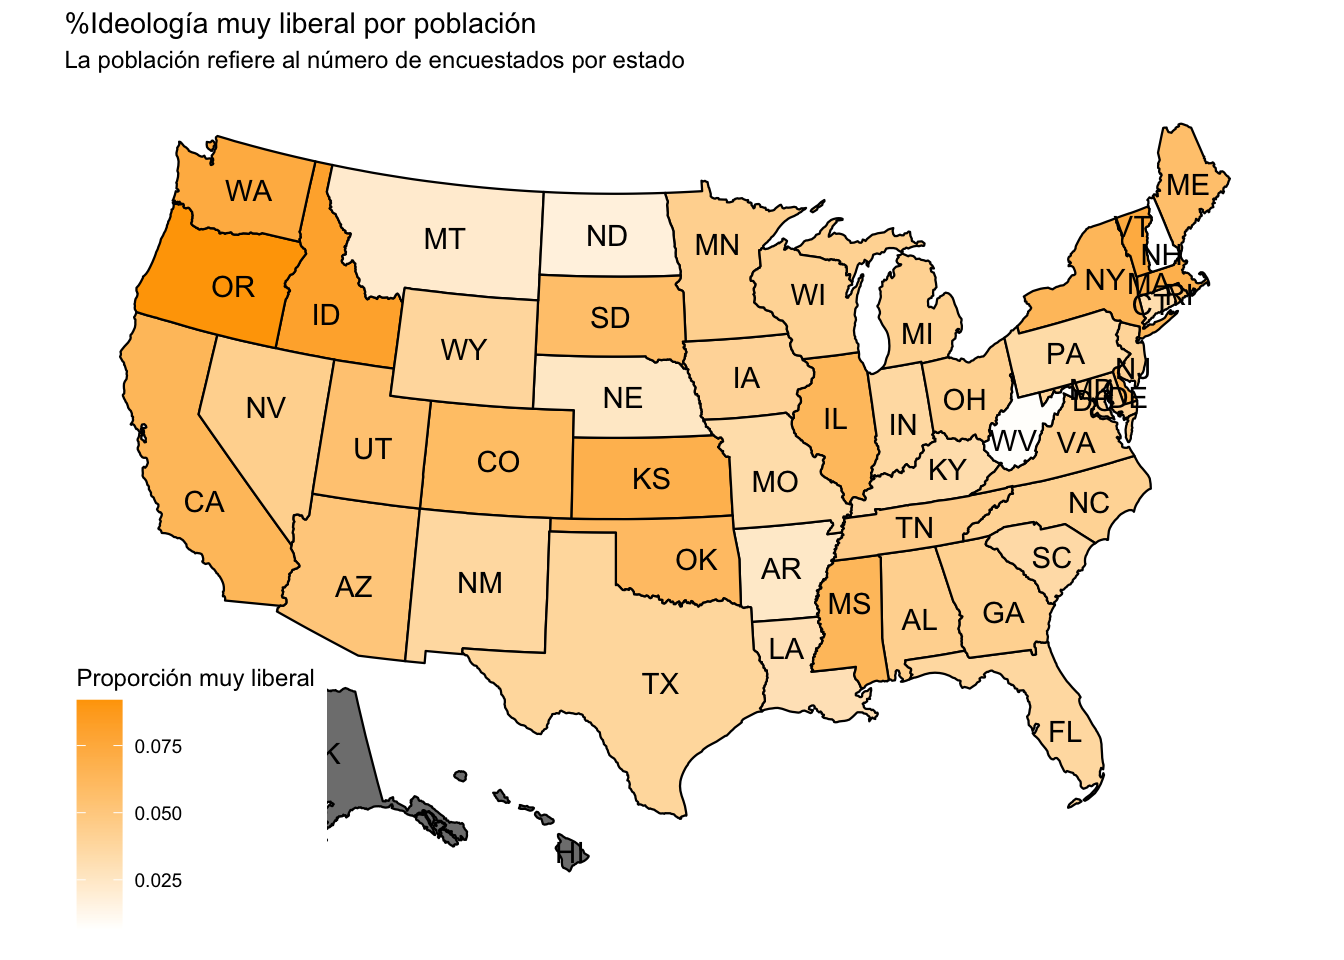 %Ideología muy liberal por población
La población refiere al número de encuestados por estado
WA
MT
ND
MN
ME
VT
NH
OR
ID
SD
WI
MI
NY
MA
CT
RI
WY
IA
PA
NJ
NV
NE
IL
IN
OH
MD
DC
DE
UT
CO
KS
MO
WV
VA
KY
CA
NC
TN
OK
AR
SC
AZ
NM
MS
AL
GA
LA
TX
FL
Proporción muy liberal
K
0.075
0.050
0.025
HI